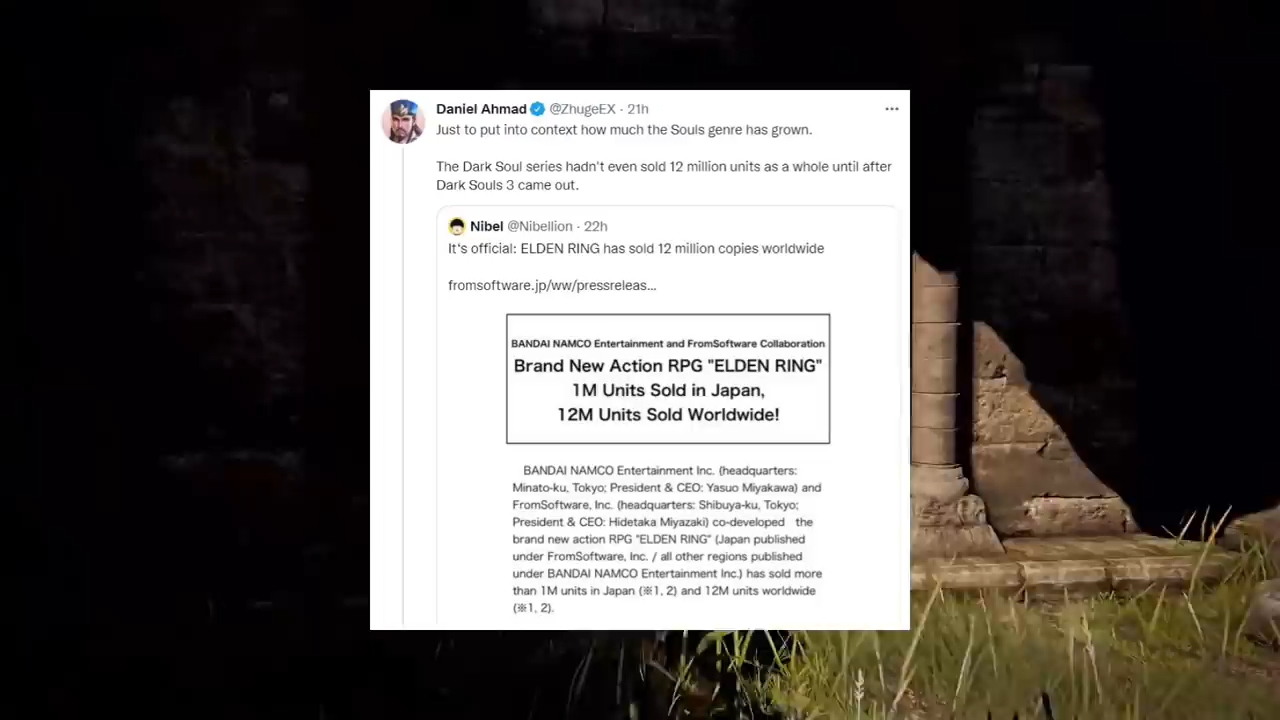 Daniel Ahmad @ZhugeEX · 21h
Just to put into context how much the Souls genre has grown.
The Dark Soul series hadn't even sold 12 million units as a whole until after
Dark Souls 3 came out.
Nibel @Nibellion · 22h
It's official: ELDEN RING has sold 12 million copies worldwide
fromsoftware.jp/ww/pressreleas...
BANDAI NAMCO Entertainment and FromSoftware Collaboration
Brand New Action RPG "ELDEN RING"
1M Units Sold in Japan,
12M Units Sold Worldwide!
BANDAI NAMCO Entertainment Inc. (headquarters:
Minato-ku, Tokyo; President & CEO: Yasuo Miyakawa) and
FromSoftware, Inc. (headquarters: Shibuya-ku, Tokyo;
President & CEO: Hidetaka Miyazaki) co-developed the
brand new action RPG "ELDEN RING" (Japan published
under FromSoftware, Inc. / all other regions published
under BANDAI NAMCO Entertainment Inc.) has sold more
than 1M units in Japan (※1, 2) and 12M units worldwide
(※1, 2).